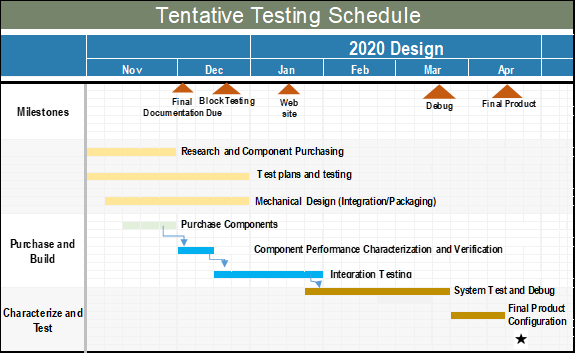 Tentative Testing Schedule
2020 Design
Nov Dec Jan Feb Mar Apr
Milestones
Final
Documentation Due
Block Testing
Web
site
Debug
Final Product
Research and Component Purchasing
Test plans and testing
Mechanical Design (Integration/Packaging)
Purchase and
Build
Purchase Components
Component Performance Characterization and Verification
Integration Testing
Characterize and
Test
System Test and Debug
Final Product
Configuration